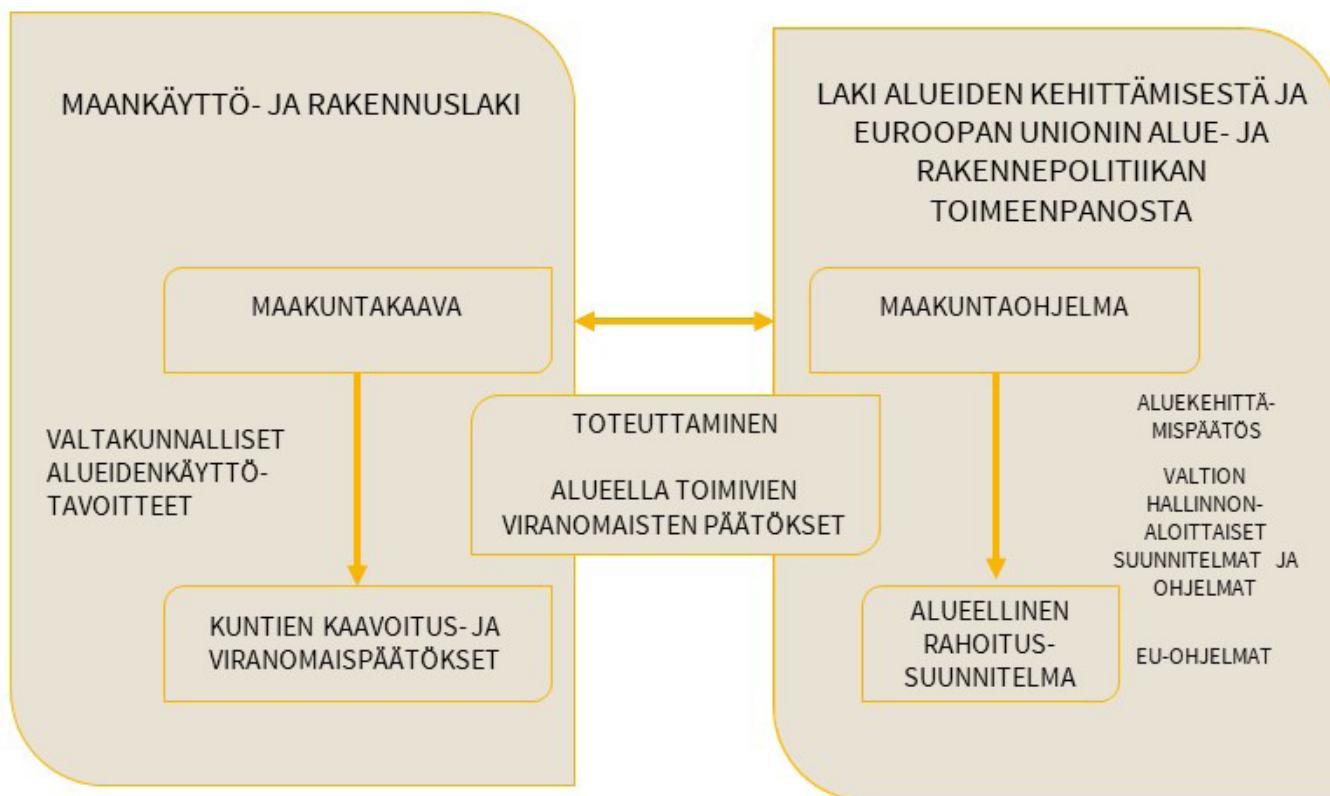 MAANKÄYTTÖ- JA RAKENNUSLAKI
MAAKUNTAKAAVA
VALTAKUNNALLISET
ALUEIDENKÄYTTÖ-
TAVOITTEET
KUNTIEN KAAVOITUS- JA
VIRANOMAISPÄÄTÖKSET
TOTEUTTAMINEN
ALUEELLA TOIMIVIEN
VIRANOMAISTEN PÄÄTÖKSET
LAKI ALUEIDEN KEHITTÄMISESTÄ JA
EUROOPAN UNIONIN ALUE- JA
RAKENNEPOLITIIKAN
TOIMEENPANOSTA
MAAKUNTAOHJELMA
ALUEKEHITTÄ-
MISPÄÄTÖS
VALTION
HALLINNON-
ALOITTAISET
SUUNNITELMAT JA
OHJELMAT
ALUEELLINEN
RAHOITUS-
SUUNNITELMA
EU-OHJELMAT